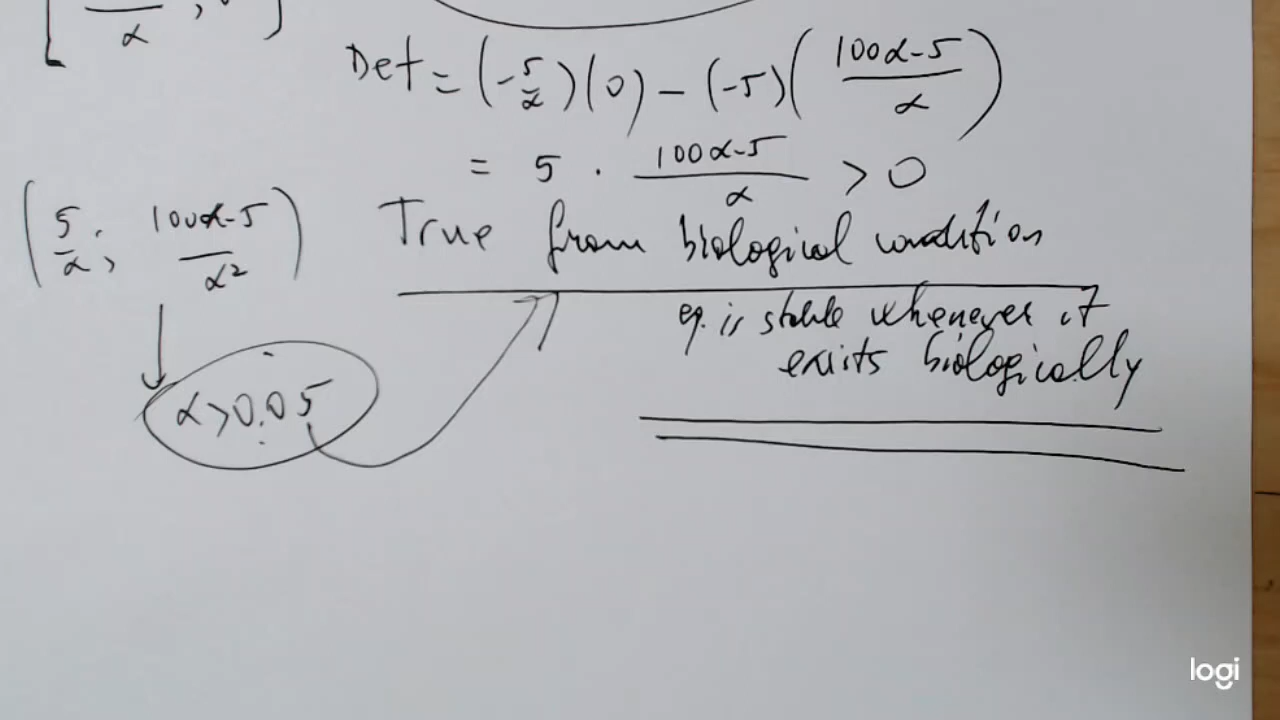 α , 0
Det = (-5/α)(0) - (-5)((100α-5)/α)
= 5 · (100α-5)/α > 0
(5/α; (100α-5)/α²)
True from biological condition
eq. is stable whenever it
exists biologically
α>0.05
logi